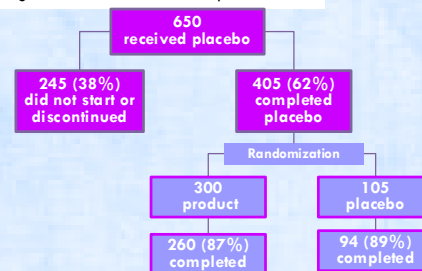 650
received placebo
245 (38%)
did not start or
discontinued
405 (62%)
completed
placebo
Randomization
300
product
105
placebo
260 (87%)
completed
94 (89%)
completed